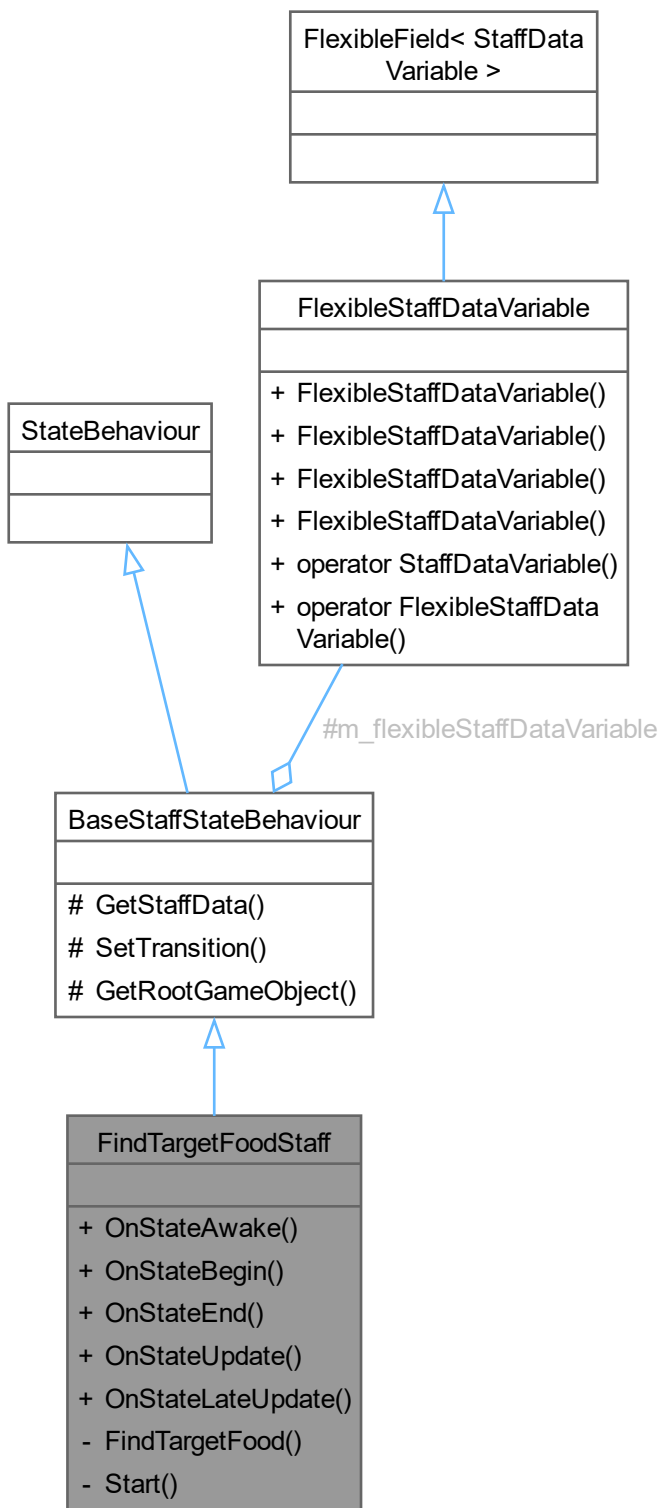 FlexibleField< StaffData
Variable >
FlexibleStaffDataVariable
+ FlexibleStaffDataVariable()
+ FlexibleStaffDataVariable()
+ FlexibleStaffDataVariable()
+ FlexibleStaffDataVariable()
+ operator StaffDataVariable()
+ operator FlexibleStaffData
Variable()
StateBehaviour
#m_flexibleStaffDataVariable
BaseStaffStateBehaviour
# GetStaffData()
# SetTransition()
# GetRootGameObject()
FindTargetFoodStaff
+ OnStateAwake()
+ OnStateBegin()
+ OnStateEnd()
+ OnStateUpdate()
+ OnStateLateUpdate()
- FindTargetFood()
- Start()